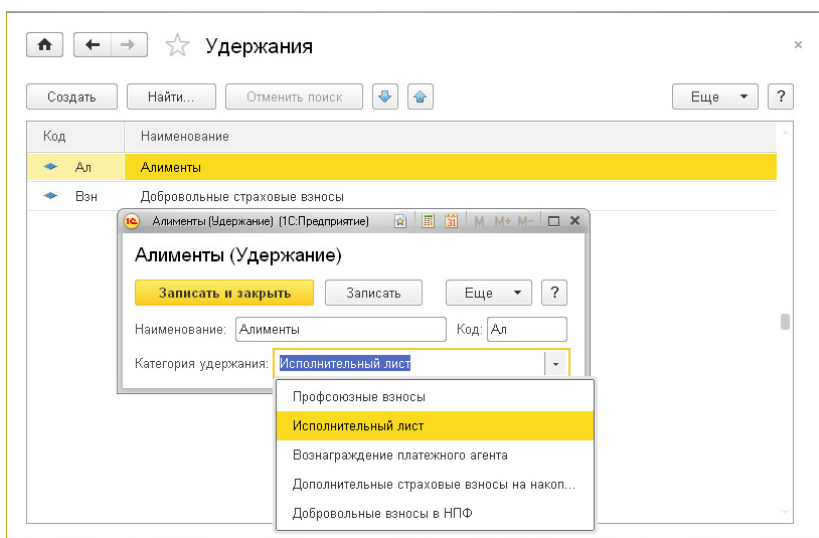 Удержания
Создать Найти... Отменить поиск Еще ?
Код Наименование
Ал Алименты
Взн Добровольные страховые взносы
1С Алименты (Удержание) (1С:Предприятие) 31 M M+ M-
Алименты (Удержание)
Записать и закрыть Записать Еще ?
Наименование: Алименты Код: Ал
Категория удержания: Исполнительный лист
Профсоюзные взносы
Исполнительный лист
Вознаграждение платежного агента
Дополнительные страховые взносы на накоп...
Добровольные взносы в НПФ